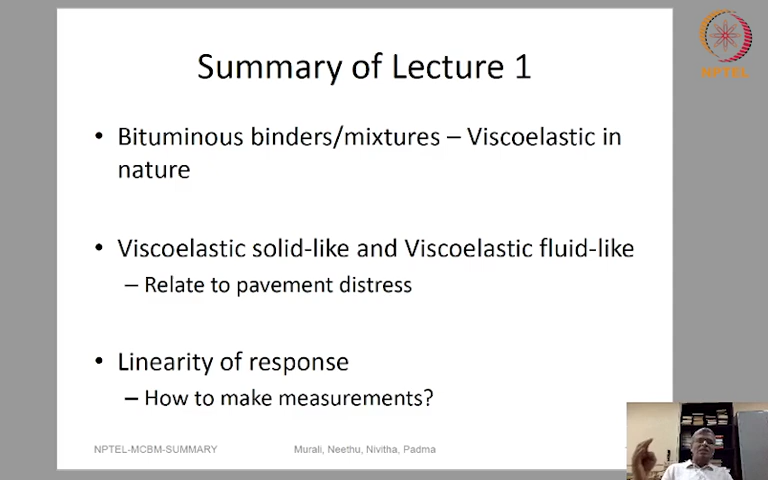 Summary of Lecture 1
NPTEL
• Bituminous binders/mixtures – Viscoelastic in
nature
• Viscoelastic solid-like and Viscoelastic fluid-like
– Relate to pavement distress
• Linearity of response
– How to make measurements?
NPTEL-MCBM-SUMMARY
Murali, Neethu, Nivitha, Padma